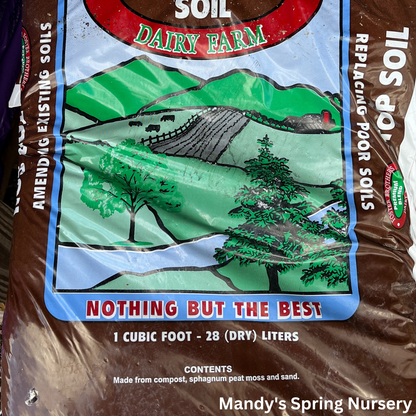 SOIL
DAIRY FARM
AMENDING EXISTING SOILS
REPLACING POOR SOILS
OP SOIL
NOTHING BUT THE BEST
1 CUBIC FOOT - 28 (DRY) LITERS
CONTENTS
Made from compost, sphagnum peat moss and sand.
Mandy's Spring Nursery